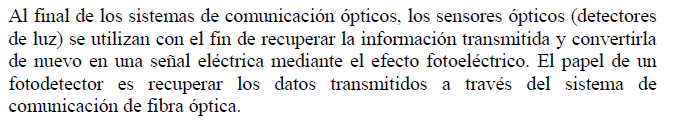 Al final de los sistemas de comunicación ópticos, los sensores ópticos (detectores
de luz) se utilizan con el fin de recuperar la información transmitida y convertirla
de nuevo en una señal eléctrica mediante el efecto fotoeléctrico. El papel de un
fotodetector es recuperar los datos transmitidos a través del sistema de
comunicación de fibra óptica.